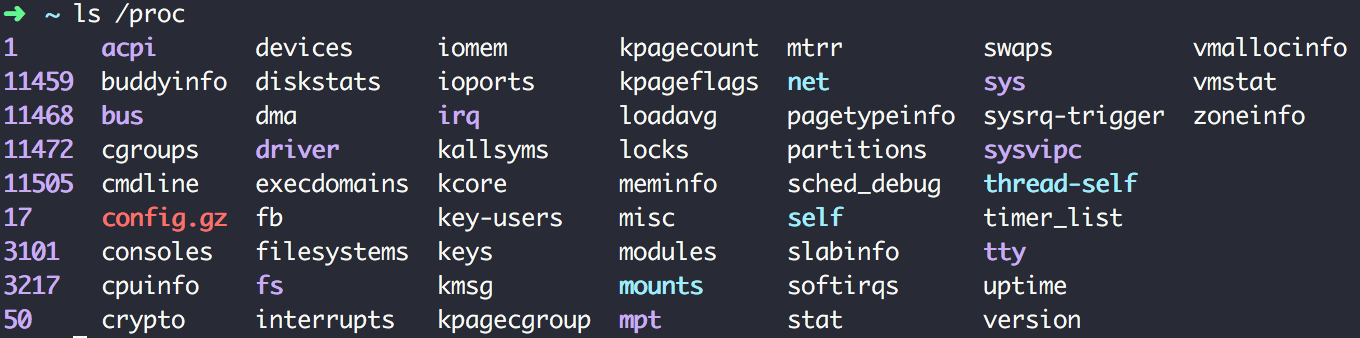 ➜ ~ ls /proc
1 acpi devices iomem kpagecount mtrr swaps vmallocinfo
11459 buddyinfo diskstats ioports kpageflags net sys vmstat
11468 bus dma irq loadavg pagetypeinfo sysrq-trigger zoneinfo
11472 cgroups driver kallsyms locks partitions sysvipc
11505 cmdline execdomains kcore meminfo sched_debug thread-self
17 config.gz fb key-users misc self timer_list
3101 consoles filesystems keys modules slabinfo tty
3217 cpuinfo fs kmsg mounts softirqs uptime
50 crypto interrupts kpagecgroup mpt stat version